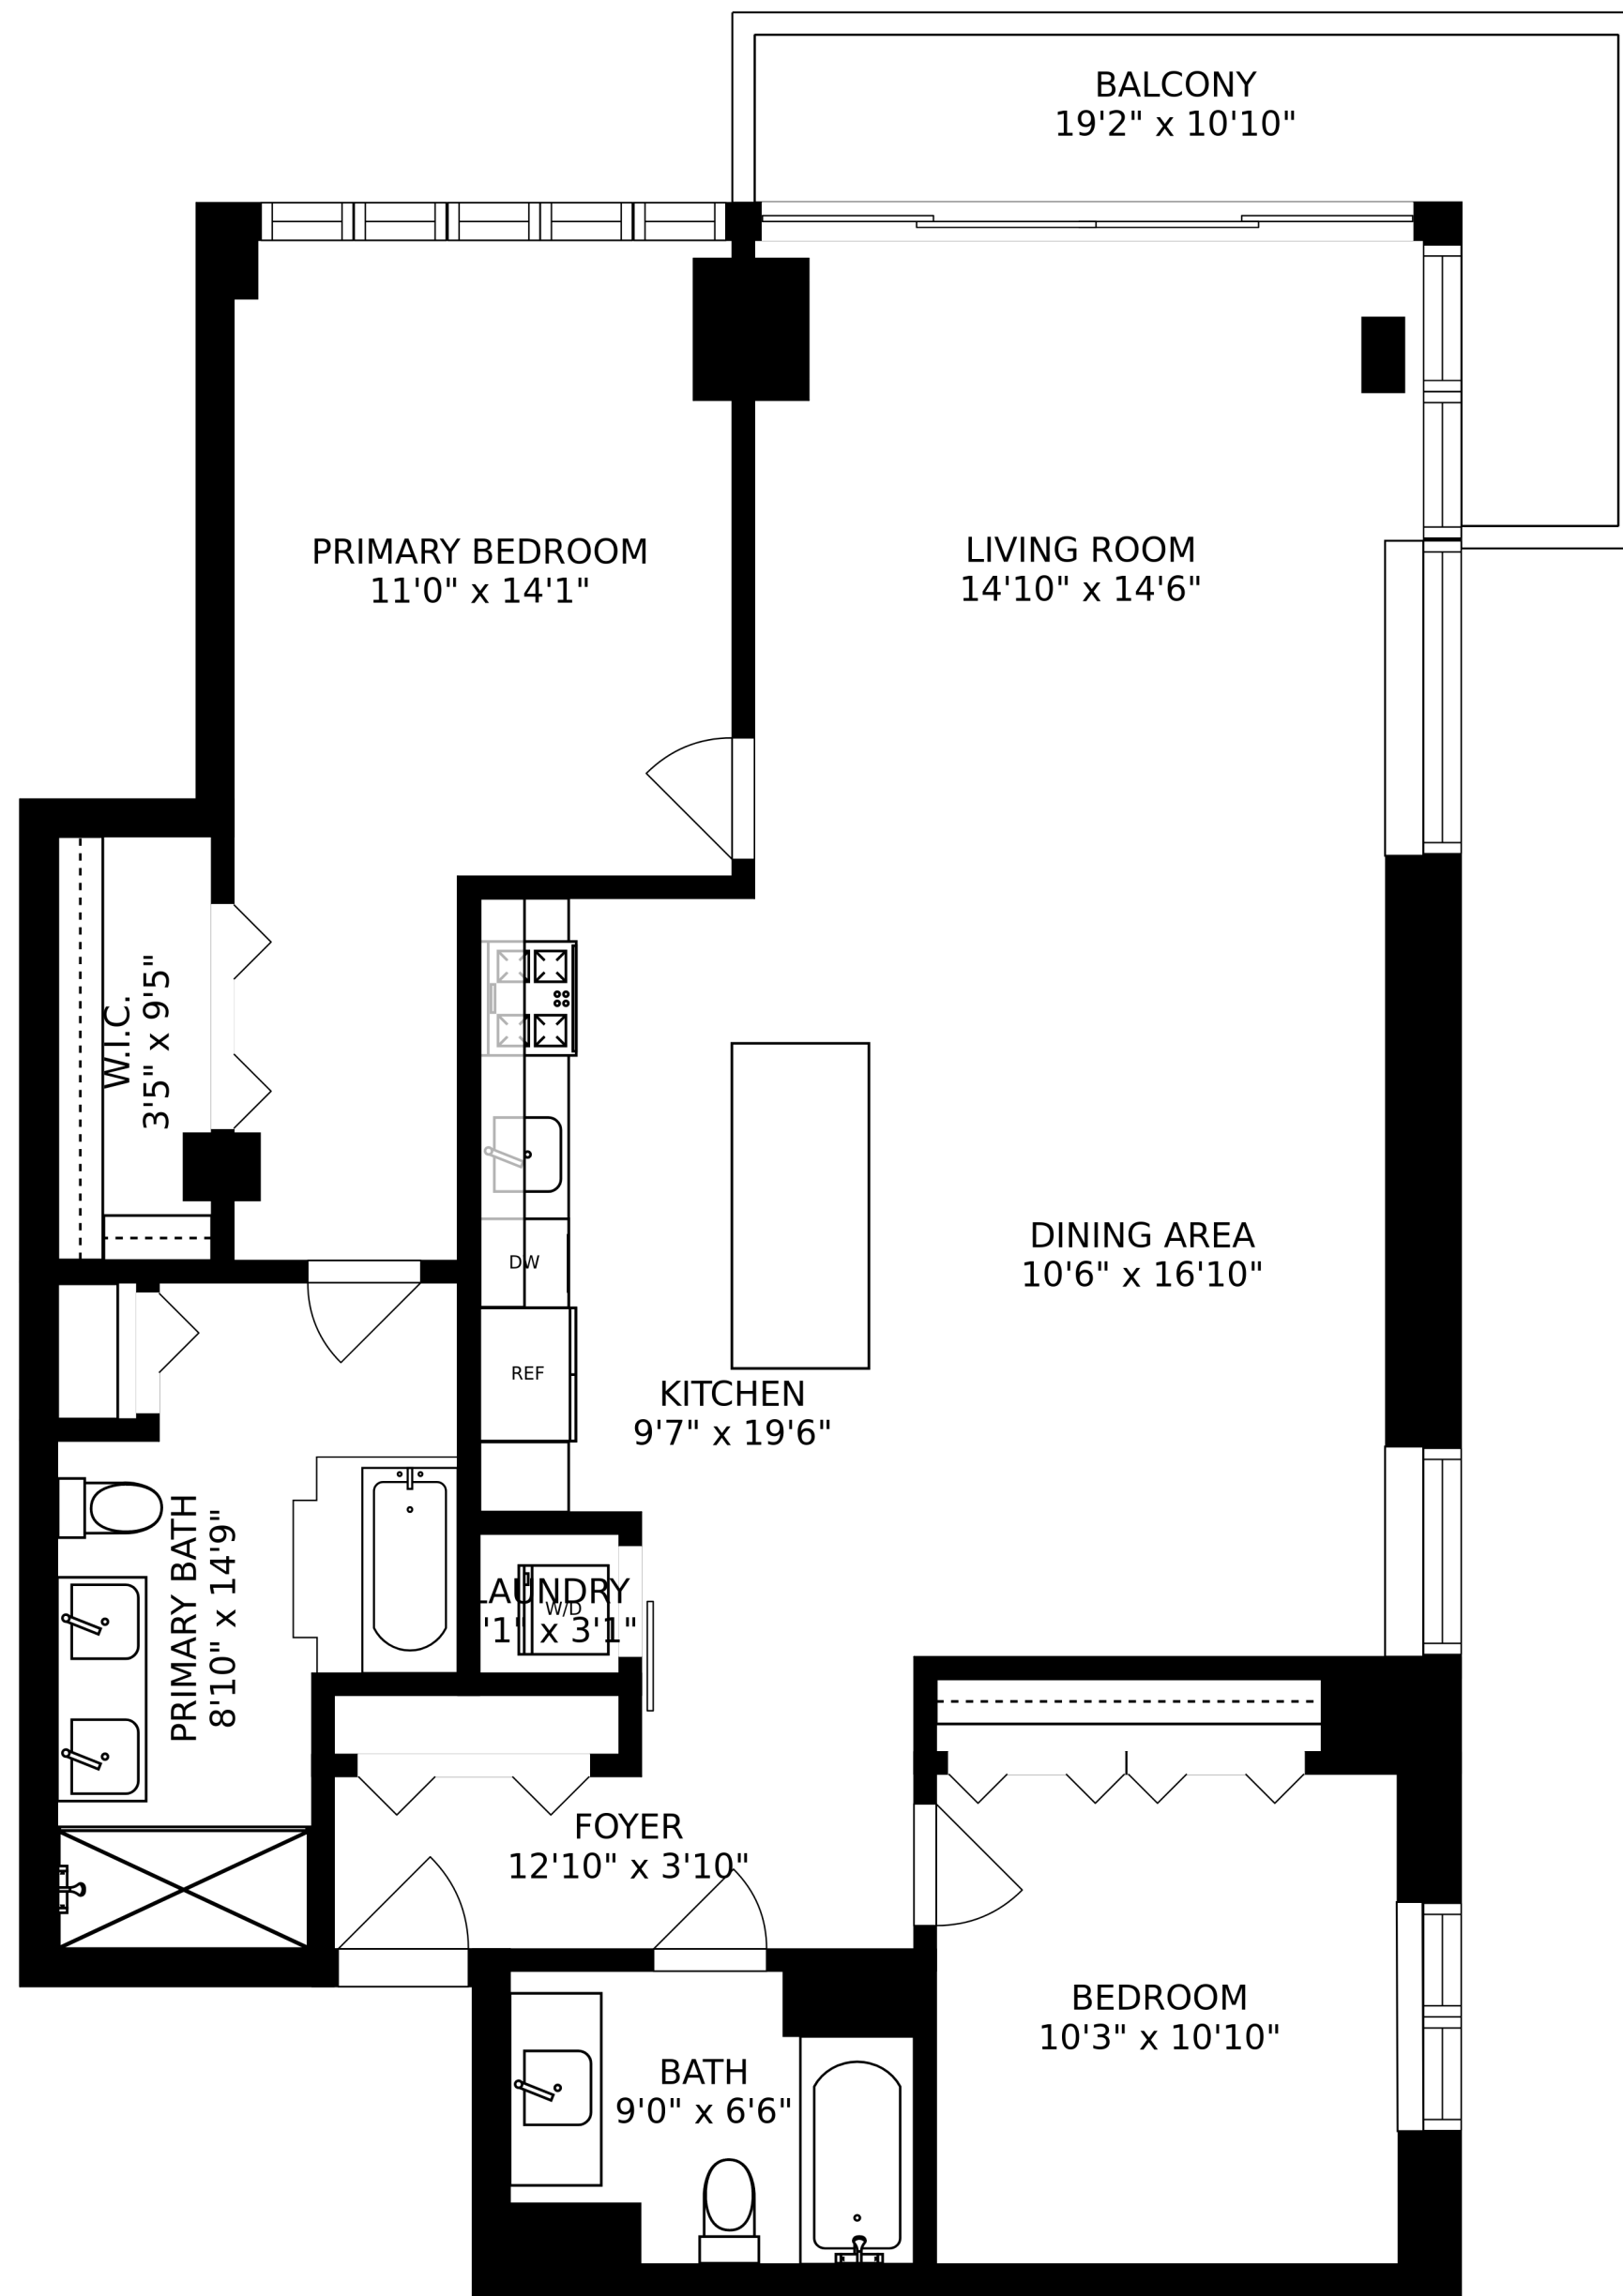 BALCONY
19'2" x 10'10"
PRIMARY BEDROOM
11'0" x 14'1"
LIVING ROOM
14'10" x 14'6"
W.I.C.
3'5" x 9'5"
DINING AREA
10'6" x 16'10"
DW
REF
KITCHEN
9'7" x 19'6"
PRIMARY BATH
8'10" x 14'9"
LAUNDRY
W/D
'1" x 3'1"
FOYER
12'10" x 3'10"
BEDROOM
10'3" x 10'10"
BATH
9'0" x 6'6"